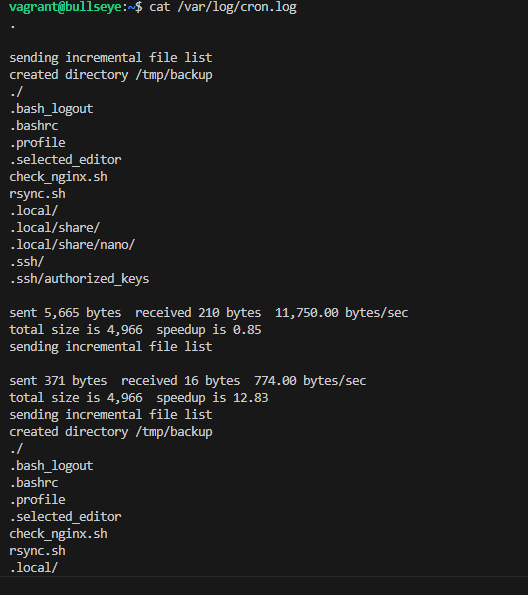 vagrant@bullseye:~$ cat /var/log/cron.log
.
sending incremental file list
created directory /tmp/backup
./
.bash_logout
.bashrc
.profile
.selected_editor
check_nginx.sh
rsync.sh
.local/
.local/share/
.local/share/nano/
.ssh/
.ssh/authorized_keys
sent 5,665 bytes  received 210 bytes  11,750.00 bytes/sec
total size is 4,966  speedup is 0.85
sending incremental file list
sent 371 bytes  received 16 bytes  774.00 bytes/sec
total size is 4,966  speedup is 12.83
sending incremental file list
created directory /tmp/backup
./
.bash_logout
.bashrc
.profile
.selected_editor
check_nginx.sh
rsync.sh
.local/